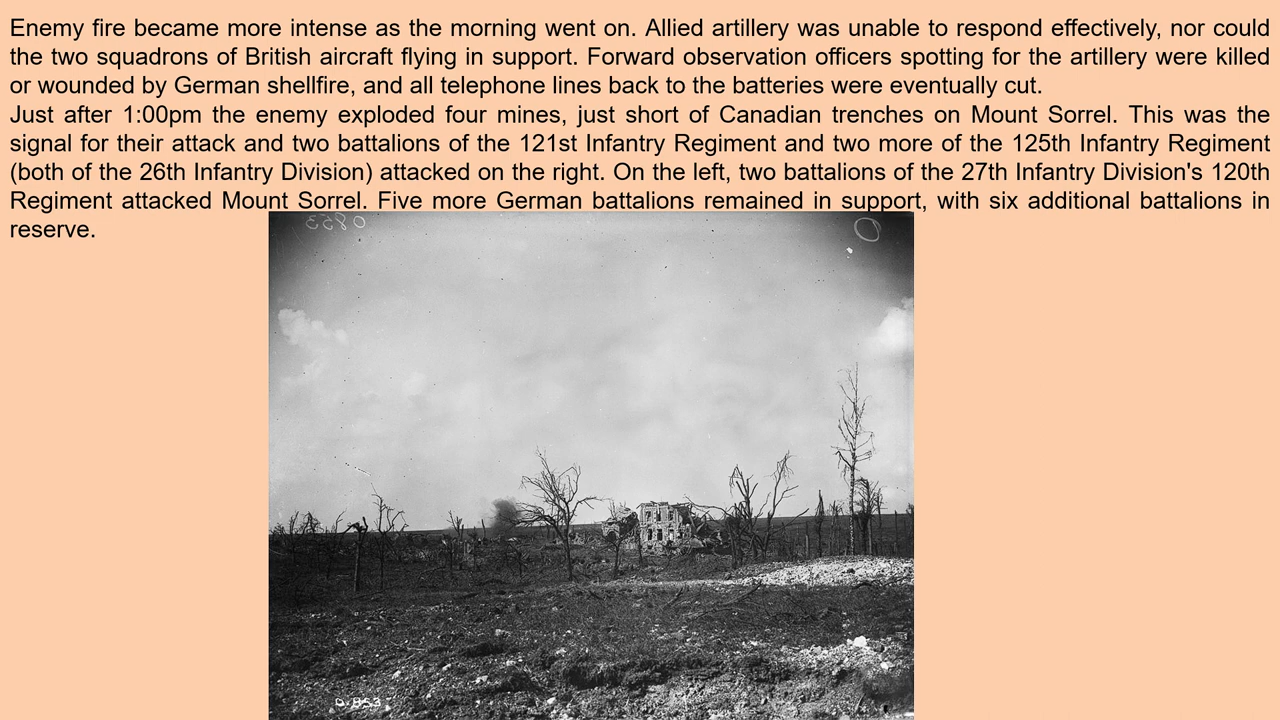 Enemy fire became more intense as the morning went on. Allied artillery was unable to respond effectively, nor could
the two squadrons of British aircraft flying in support. Forward observation officers spotting for the artillery were killed
or wounded by German shellfire, and all telephone lines back to the batteries were eventually cut.
Just after 1:00pm the enemy exploded four mines, just short of Canadian trenches on Mount Sorrel. This was the
signal for their attack and two battalions of the 121st Infantry Regiment and two more of the 125th Infantry Regiment
(both of the 26th Infantry Division) attacked on the right. On the left, two battalions of the 27th Infantry Division's 120th
Regiment attacked Mount Sorrel. Five more German battalions remained in support, with six additional battalions in
reserve.
O853
O
O.853